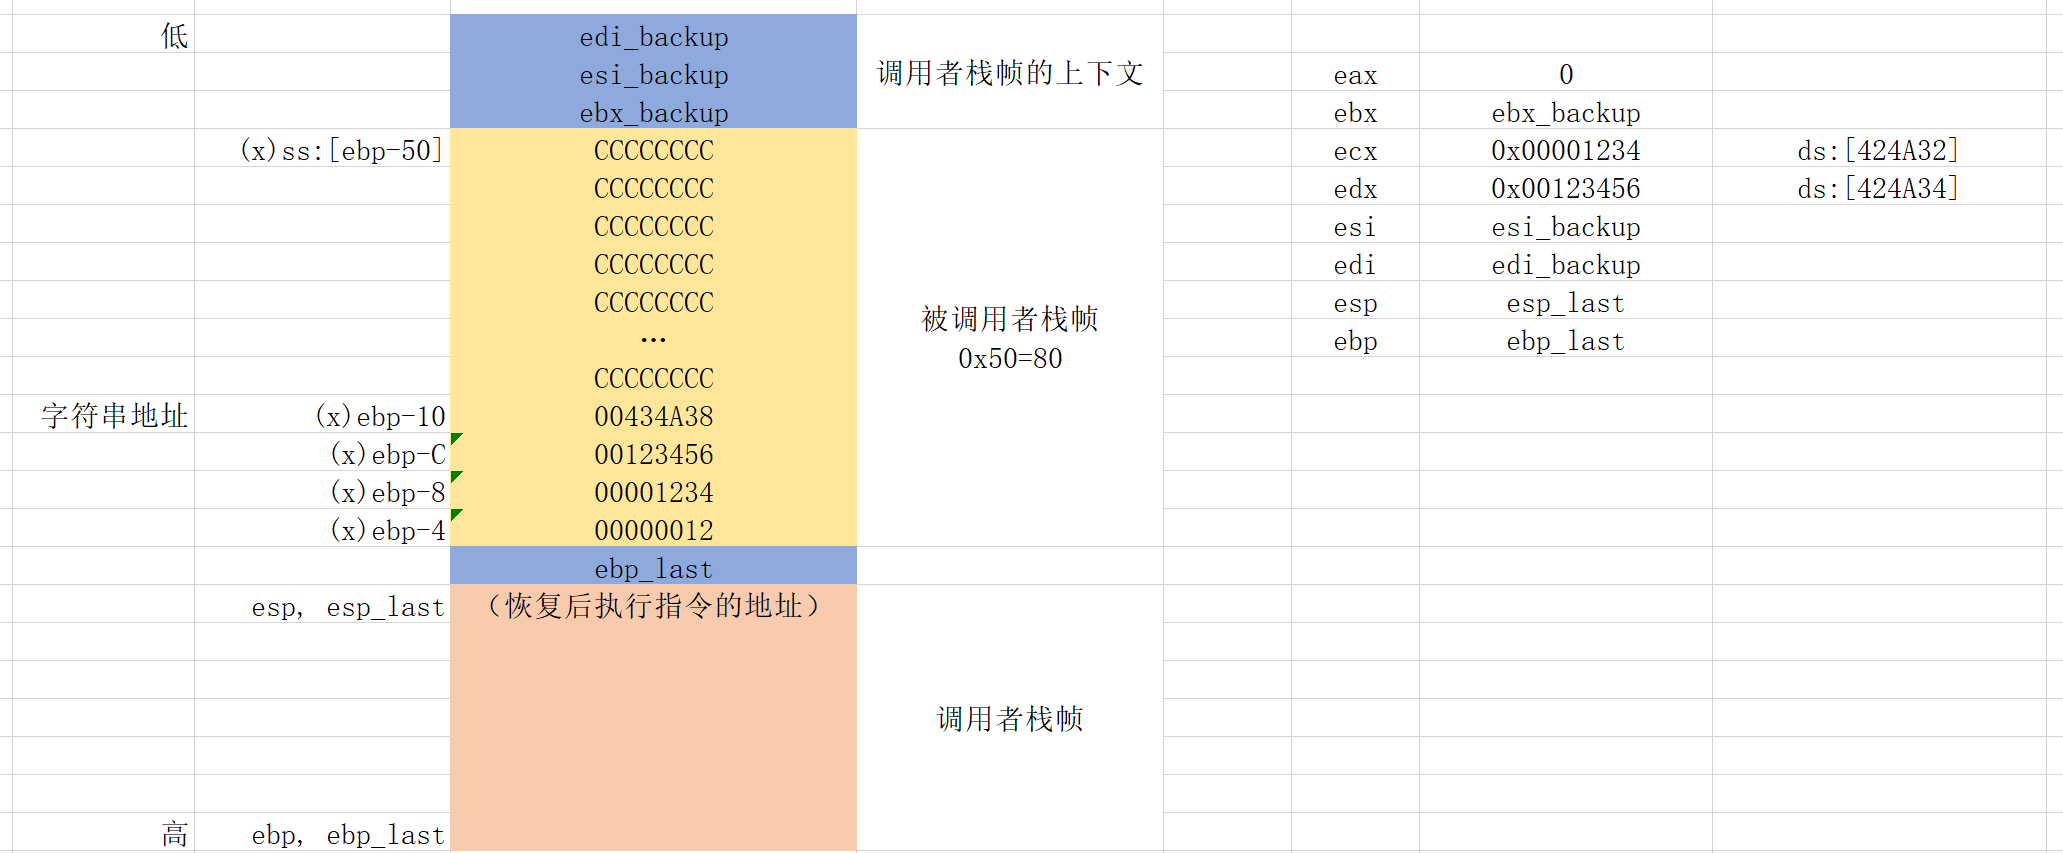 低 edi_backup
esi_backup 调用者栈帧的上下文 eax 0
ebx_backup ebx ebx_backup
(x)ss:[ebp-50] CCCCCCCC ecx 0x00001234 ds:[424A32]
CCCCCCCC edx 0x00123456 ds:[424A34]
CCCCCCCC esi esi_backup
CCCCCCCC edi edi_backup
CCCCCCCC 被调用者栈帧 esp esp_last
… 0x50=80 ebp ebp_last
CCCCCCCC
字符串地址 (x)ebp-10 00434A38
(x)ebp-C 00123456
(x)ebp-8 00001234
(x)ebp-4 00000012
ebp_last
esp, esp_last （恢复后执行指令的地址）
调用者栈帧
高 ebp, ebp_last